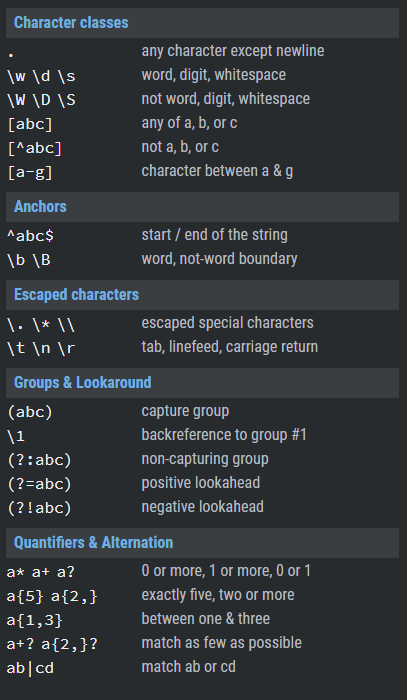 Character classes
. any character except newline
\w \d \s word, digit, whitespace
\W \D \S not word, digit, whitespace
[abc] any of a, b, or c
[^abc] not a, b, or c
[a-g] character between a & g
Anchors
^abc$ start / end of the string
\b \B word, not-word boundary
Escaped characters
\. \* \\ escaped special characters
\t \n \r tab, linefeed, carriage return
Groups & Lookaround
(abc) capture group
\1 backreference to group #1
(?:abc) non-capturing group
(?=abc) positive lookahead
(?!abc) negative lookahead
Quantifiers & Alternation
a* a+ a? 0 or more, 1 or more, 0 or 1
a{5} a{2,} exactly five, two or more
a{1,3} between one & three
a+? a{2,}? match as few as possible
ab|cd match ab or cd